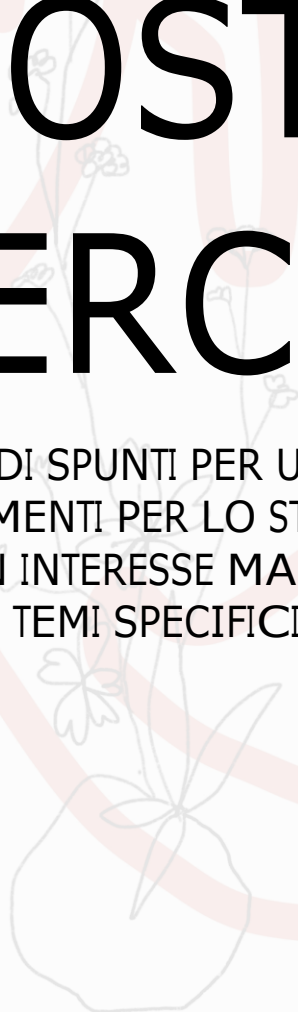 OST
ERC
DI SPUNTI PER U
MENTI PER LO ST
N INTERESSE MA
TEMI SPECIFICI